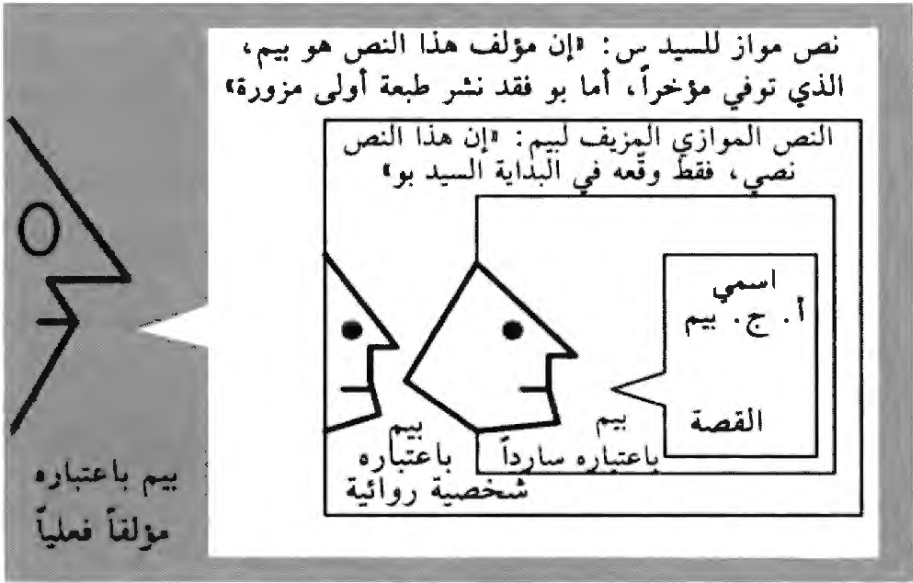 نص مواز للسيد س: «إن مؤلف هذا النص هو بيم،
الذي توفي مؤخراً، أما بو فقد نشر طبعة أولى مزورة»
النص الموازي المزيف لبيم: «إن هذا النص
نصي، فقط وقّعه في البداية السيد بو»
اسمي
أ. ج. بيم
القصة
بيم
باعتباره سارداً
بيم
باعتباره
شخصية روائية
بيم باعتباره
مؤلفاً فعلياً